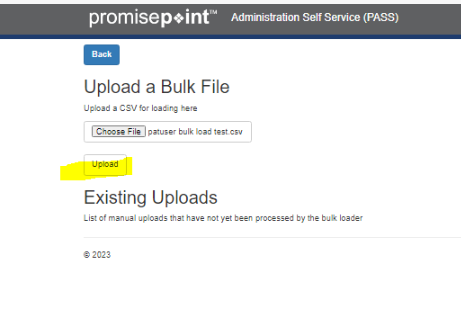 promisepoint™ Administration Self Service (PASS)
Back
Upload a Bulk File
Upload a CSV for loading here
Choose File patuser bulk load test.csv
Upload
Existing Uploads
List of manual uploads that have not yet been processed by the bulk loader
© 2023